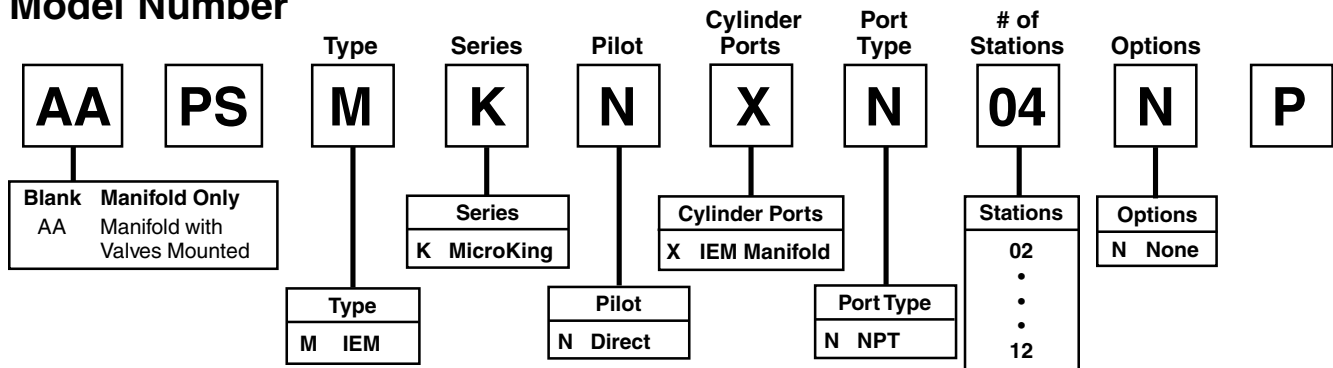 Model Number
Type
Series
Pilot
Cylinder
Ports
Port
Type
# of
Stations
Options
AA PS M K N X N 04 N P
Blank Manifold Only
AA Manifold with
Valves Mounted
Series
K MicroKing
Cylinder Ports
X IEM Manifold
Stations
02
•
•
•
12
Options
N None
Type
M IEM
Pilot
N Direct
Port Type
N NPT